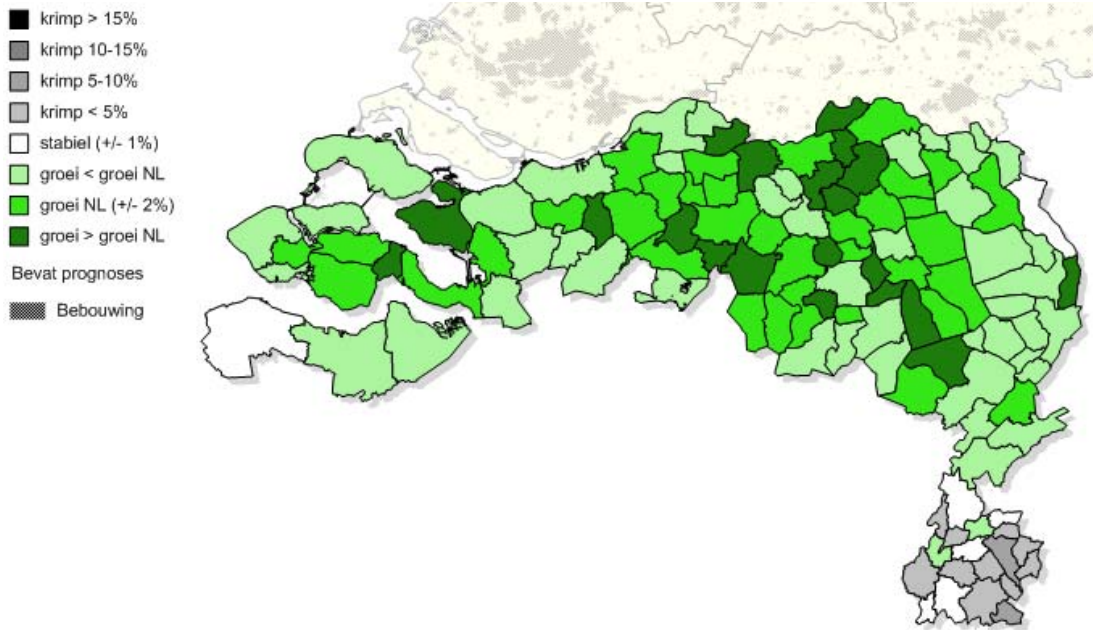 krimp > 15%
krimp 10-15%
krimp 5-10%
krimp < 5%
stabiel (+/- 1%)
groei < groei NL
groei NL (+/- 2%)
groei > groei NL
Bevat prognoses
Bebouwing